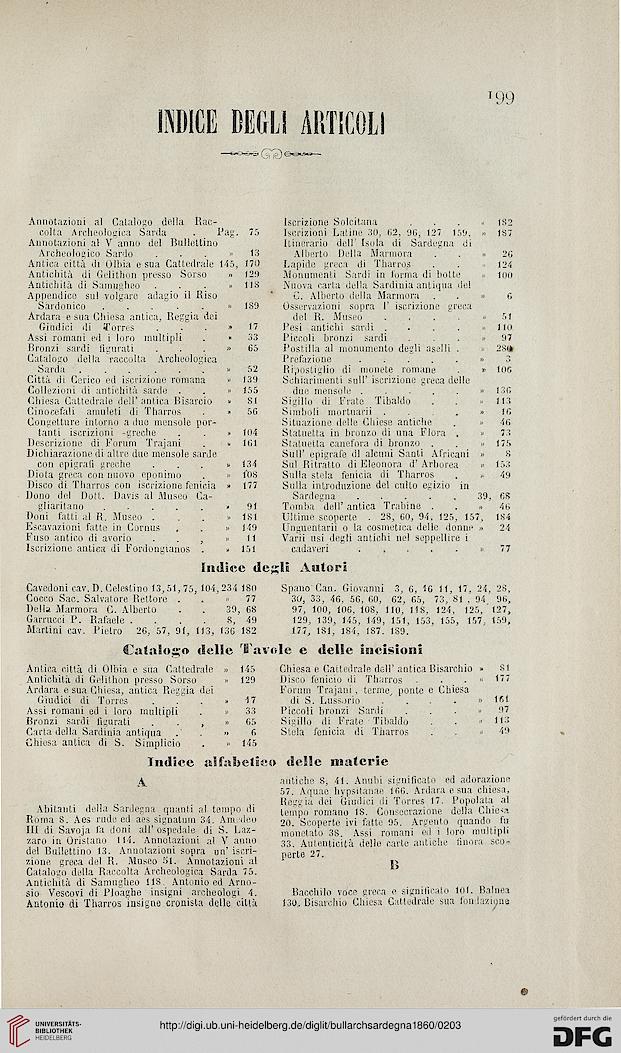 199
INDICE DEGLI ARTICOLI
Annotazioni al Catalogo della Rac-
colta Archeologica Sarda . Pag. 75
Annotazioni al V anno del Bullettino
Archeologico Sardo . . . » 13
Antica città di Olbia e sua Cattedrale 145, 170
Antichità di Gelithon presso Sorso » 129
Antichità di Samugheo . . . » 118
Appendice sul volgare adagio il Riso
Sardonico . . . . . » 189
Ardara e sua Chiesa antica, Reggia dei
Giudici di Torres . . . » 17
Assi romani ed i loro multipli . » 33
Bronzi sardi figurati . . . » 65
Catalogo della raccolta Archeologica
Sarda . . . . . . » 52
Città di Cerico ed iscrizione romana » 139
Collezioni di antichità sarde . . » 155
Chiesa Cattedrale dell' antica Bisarcio » 81
Cinocefali amuleti di Tharros . » 56
Congetture intorno a due mensole por-
tanti iscrizioni greche . . » 104
Descrizione di Forum Trajani . » 161
Dichiarazione di altre due mensole sarde
con epigrafi greche . . . » 134
Diota greca con nuovo eponimo . » 108
Disco di Tharros con iscrizione fenicia » 177
Dono del Dott. Davis al Museo Ca-
gliaritano . . . . . » 91
Doni fatti al R. Museo . . . » 181
Escavazioni fatte in Cornus . . » 149
Fuso antico di avorio . . , » 11
Iscrizione antica di Fordongianos . » 151
Iscrizione Solcitana . . . » 182
Iscrizioni Latine 30, 62, 96, 127 159, » 187
Itinerario dell' Isola di Sardegna di
Alberto Della Marmora . . » 26
Lapide greca di Tharros . . » 124
Monumenti Sardi in forma di botte » 100
Nuova carta della Sardinia antiqua del
C. Alberto della Marmora . . » 6
Osservazioni sopra l' iscrizione greca
del R. Museo . . . . » 51
Pesi antichi sardi . . . . » 110
Piccoli bronzi sardi . . . » 97
Postilla al monumento degli aselli . »
Prefazione . . . . . » 3
Ripostiglio di monete romane . » 106
Schiarimenti sull' iscrizione greca delle
due mensole . . . . . » 136
Sigillo di Frate Tibaldo . . » 113
Simboli mortuarii . . . . » 16
Situazione delle Chiese antiche . » 46
Statuetta in bronzo di una Flora , » 73
Statuetta canefora di bronzo . . » 175
Sull' epigrafe di alcuni Santi Africani » 8
Sul Ritratto di Eleonora d' Arborea » 153
Sulla stela fenicia di Tharros . » 49
Sulla introduzione del culto egizio in
Sardegna . . . . . 39, 68
Tomba dell' antica Trabine . . » 46
Ultime scoperte . 28, 60, 94, 125, 157, 184
Unguentarii o la cosmetica delle donne » 24
Varii usi degli antichi nel seppellire i
cadaveri . . . . . » 77
Indice degli Autori
Cavedoni cav. D. Celestino 13, 51, 75, 104, 234 180
Cocco Sac. Salvatore Rettore . . » 77
Della Marmora C. Alberto . . 39, 68
Garrucci P. Rafaele . . . . 8, 49
Martini cav. Pietro 26, 57, 91, 113, 136 182
Spano Can. Giovanni 3, 6, 16 11, 17, 24, 28,
30, 33, 46, 56, 60, 62, 65, 73, 81, 94, 96,
97, 100, 106, 108, 110, 118, 124, 125, 127,
129, 139, 145, 149, 151, 153, 155, 157, 159,
177, 181, 184, 187. 189.
Catalogo delle Tavole e delle incisioni
Antica città di Olbia e sua Cattedrale » 145
Antichità di Gelithon presso Sorso » 129
Ardara e sua Chiesa, antica Reggia dei
Giudici di Torres . . . » 17
Assi romani ed i loro multipli . » 33
Bronzi sardi figurati . . , » 65
Carta della Sardinia antiqua . . » 6
Chiesa antica di S. Simplicio . » 145
Chiesa e Cattedrale dell' antica Bisarchio » 81
Disco fenicio di Tharros . . . » 177
Forum Trajani, terme, ponte e Chiesa
di S. Lussorio . . . . » 161
Piccoli bronzi Sardi . . . » 97
Sigillo di Frate Tibaldo . . » 113
Stela fenicia di Tharros . . » 49
Indice alfabetico delle materie
A
Abitanti della Sardegna quanti al tempo di
Roma 8. Aes rude ed aes signatum 34. Amedeo
III di Savoja fa doni all' ospedale di S. Laz-
zaro in Oristano 114. Annotazioni al V anno
del Bullettino 13. Annotazioni sopra un' iscri-
zione greca del R. Museo 51. Annotazioni al
Catalogo della Raccolta Archeologica Sarda 75.
Antichità di Samugheo 118. Antonio ed Arno-
sio Vescovi di Ploaghe insigni archeologi 4.
Antonio di Tharros insigne cronista delle città
antiche 8, 41. Anubi significato ed adorazione
57. Aquae hypsitanae 166. Ardara e sua chiesa,
Reggia dei Giudici di Torres 17. Popolata al
tempo romano 18. Consecrazione della Chiesa
20. Scoperte ivi fatte 95. Argento quando fu
monetato 38. Assi romani ed i loro multipli
33. Autenticità delle carte antiche finora sco-
perte 27.
B
Bacchilo voce greca e significato 101. Balnea
130. Bisarchio Chiesa Cattedrale sua fondazione
UNIVERSITÄTS-
BIBLIOTHEK
HEIDELBERG
http://digi.ub.uni-heidelberg.de/diglit/bullarchsardegna1860/0203
gefördert durch die
DFG